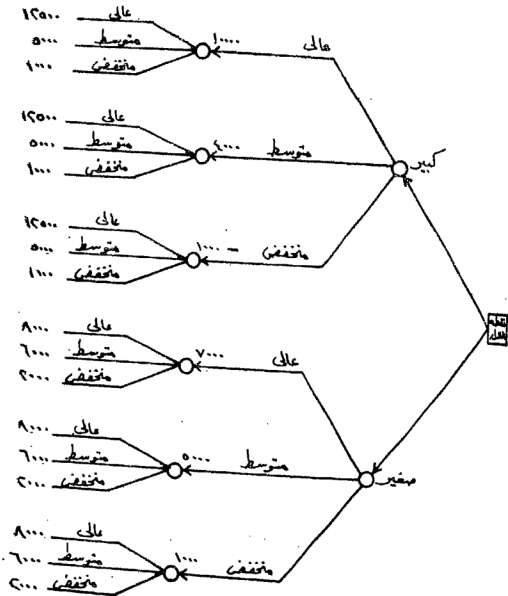 ١٢٥٠٠ عالى
٥٠٠٠ متوسط
١٠٠٠ منخفض
١٠٠٠٠ عالى
١٢٥٠٠ عالى
٥٠٠٠ متوسط
١٠٠٠ منخفض
٤٠٠٠ متوسط
كبير
١٢٥٠٠ عالى
٥٠٠٠ متوسط
١٠٠٠ منخفض
١٠٠٠ – منخفض
نقطة
٨٠٠٠ عالى
٦٠٠٠ متوسط
٢٠٠٠ منخفض
٧٠٠٠ عالى
٨٠٠٠ عالى
٦٠٠٠ متوسط
٢٠٠٠ منخفض
٥٠٠٠ متوسط
صغير
٨٠٠٠ عالى
٦٠٠٠ متوسط
٢٠٠٠ منخفض
١٠٠٠ منخفض